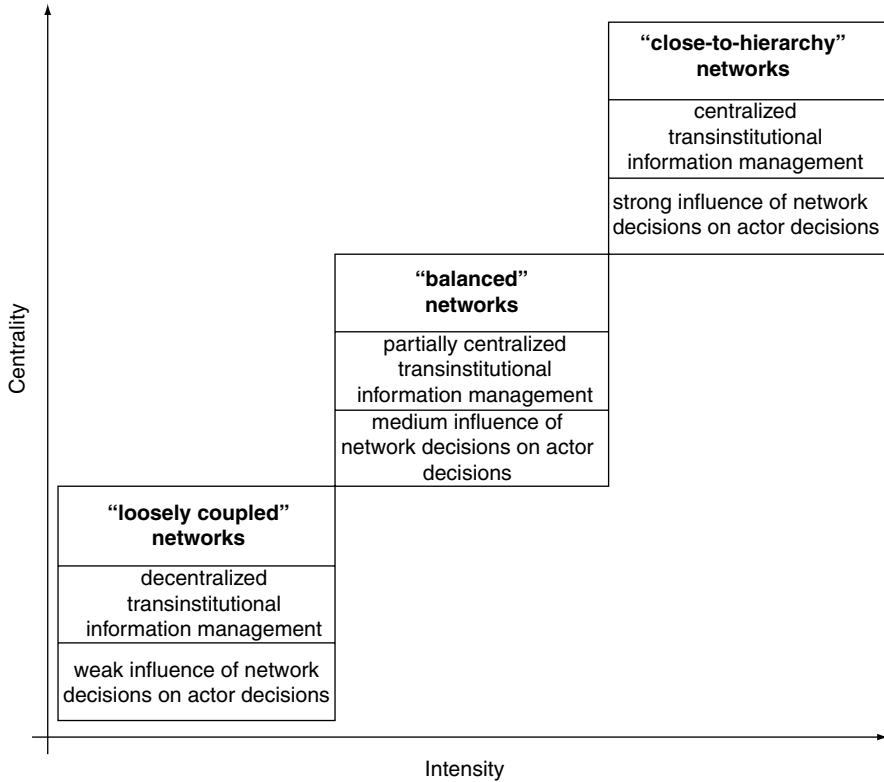 “close-to-hierarchy”
networks
centralized
transinstitutional
information management
strong influence of network
decisions on actor decisions
“balanced”
networks
partially centralized
transinstitutional
information management
medium influence of
network decisions on actor
decisions
Centrality
“loosely coupled”
networks
decentralized
transinstitutional
information management
weak influence of network
decisions on actor decisions
Intensity